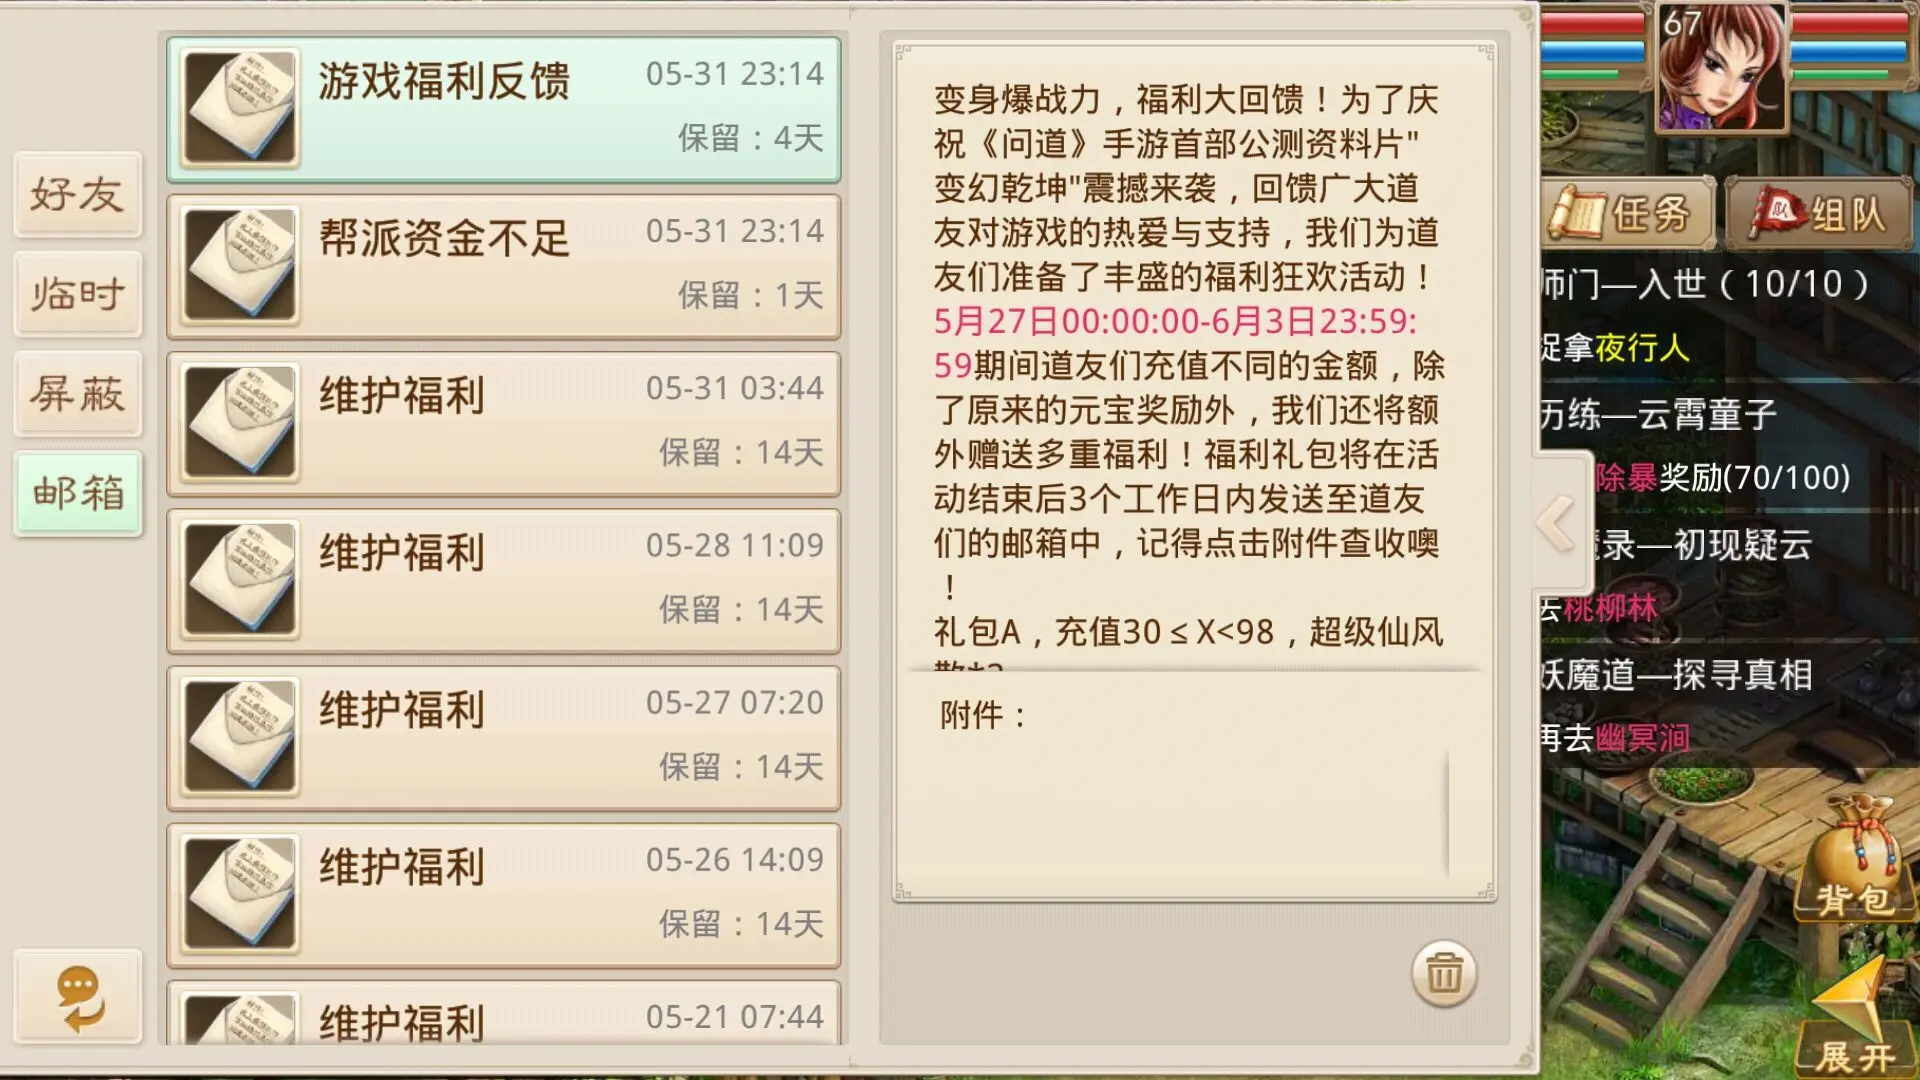 好友
临时
屏蔽
邮箱
游戏福利反馈
05-31 23:14
保留：4天
帮派资金不足
05-31 23:14
保留：1天
维护福利
05-31 03:44
保留：14天
维护福利
05-28 11:09
保留：14天
维护福利
05-27 07:20
保留：14天
维护福利
05-26 14:09
保留：14天
维护福利
05-21 07:44
变身爆战力，福利大回馈！为了庆
祝《问道》手游首部公测资料片"
变幻乾坤"震撼来袭，回馈广大道
友对游戏的热爱与支持，我们为道
友们准备了丰盛的福利狂欢活动！
5月27日00:00:00-6月3日23:59:
59期间道友们充值不同的金额，除
了原来的元宝奖励外，我们还将额
外赠送多重福利！福利礼包将在活
动结束后3个工作日内发送至道友
们的邮箱中，记得点击附件查收噢
！
礼包A，充值30≤X<98，超级仙风
附件：
67
任务
队
组队
师门—入世（10/10）
捉拿夜行人
历练—云霄童子
除暴奖励(70/100)
录—初现疑云
去桃柳林
妖魔道—探寻真相
再去幽冥涧
背包
展开